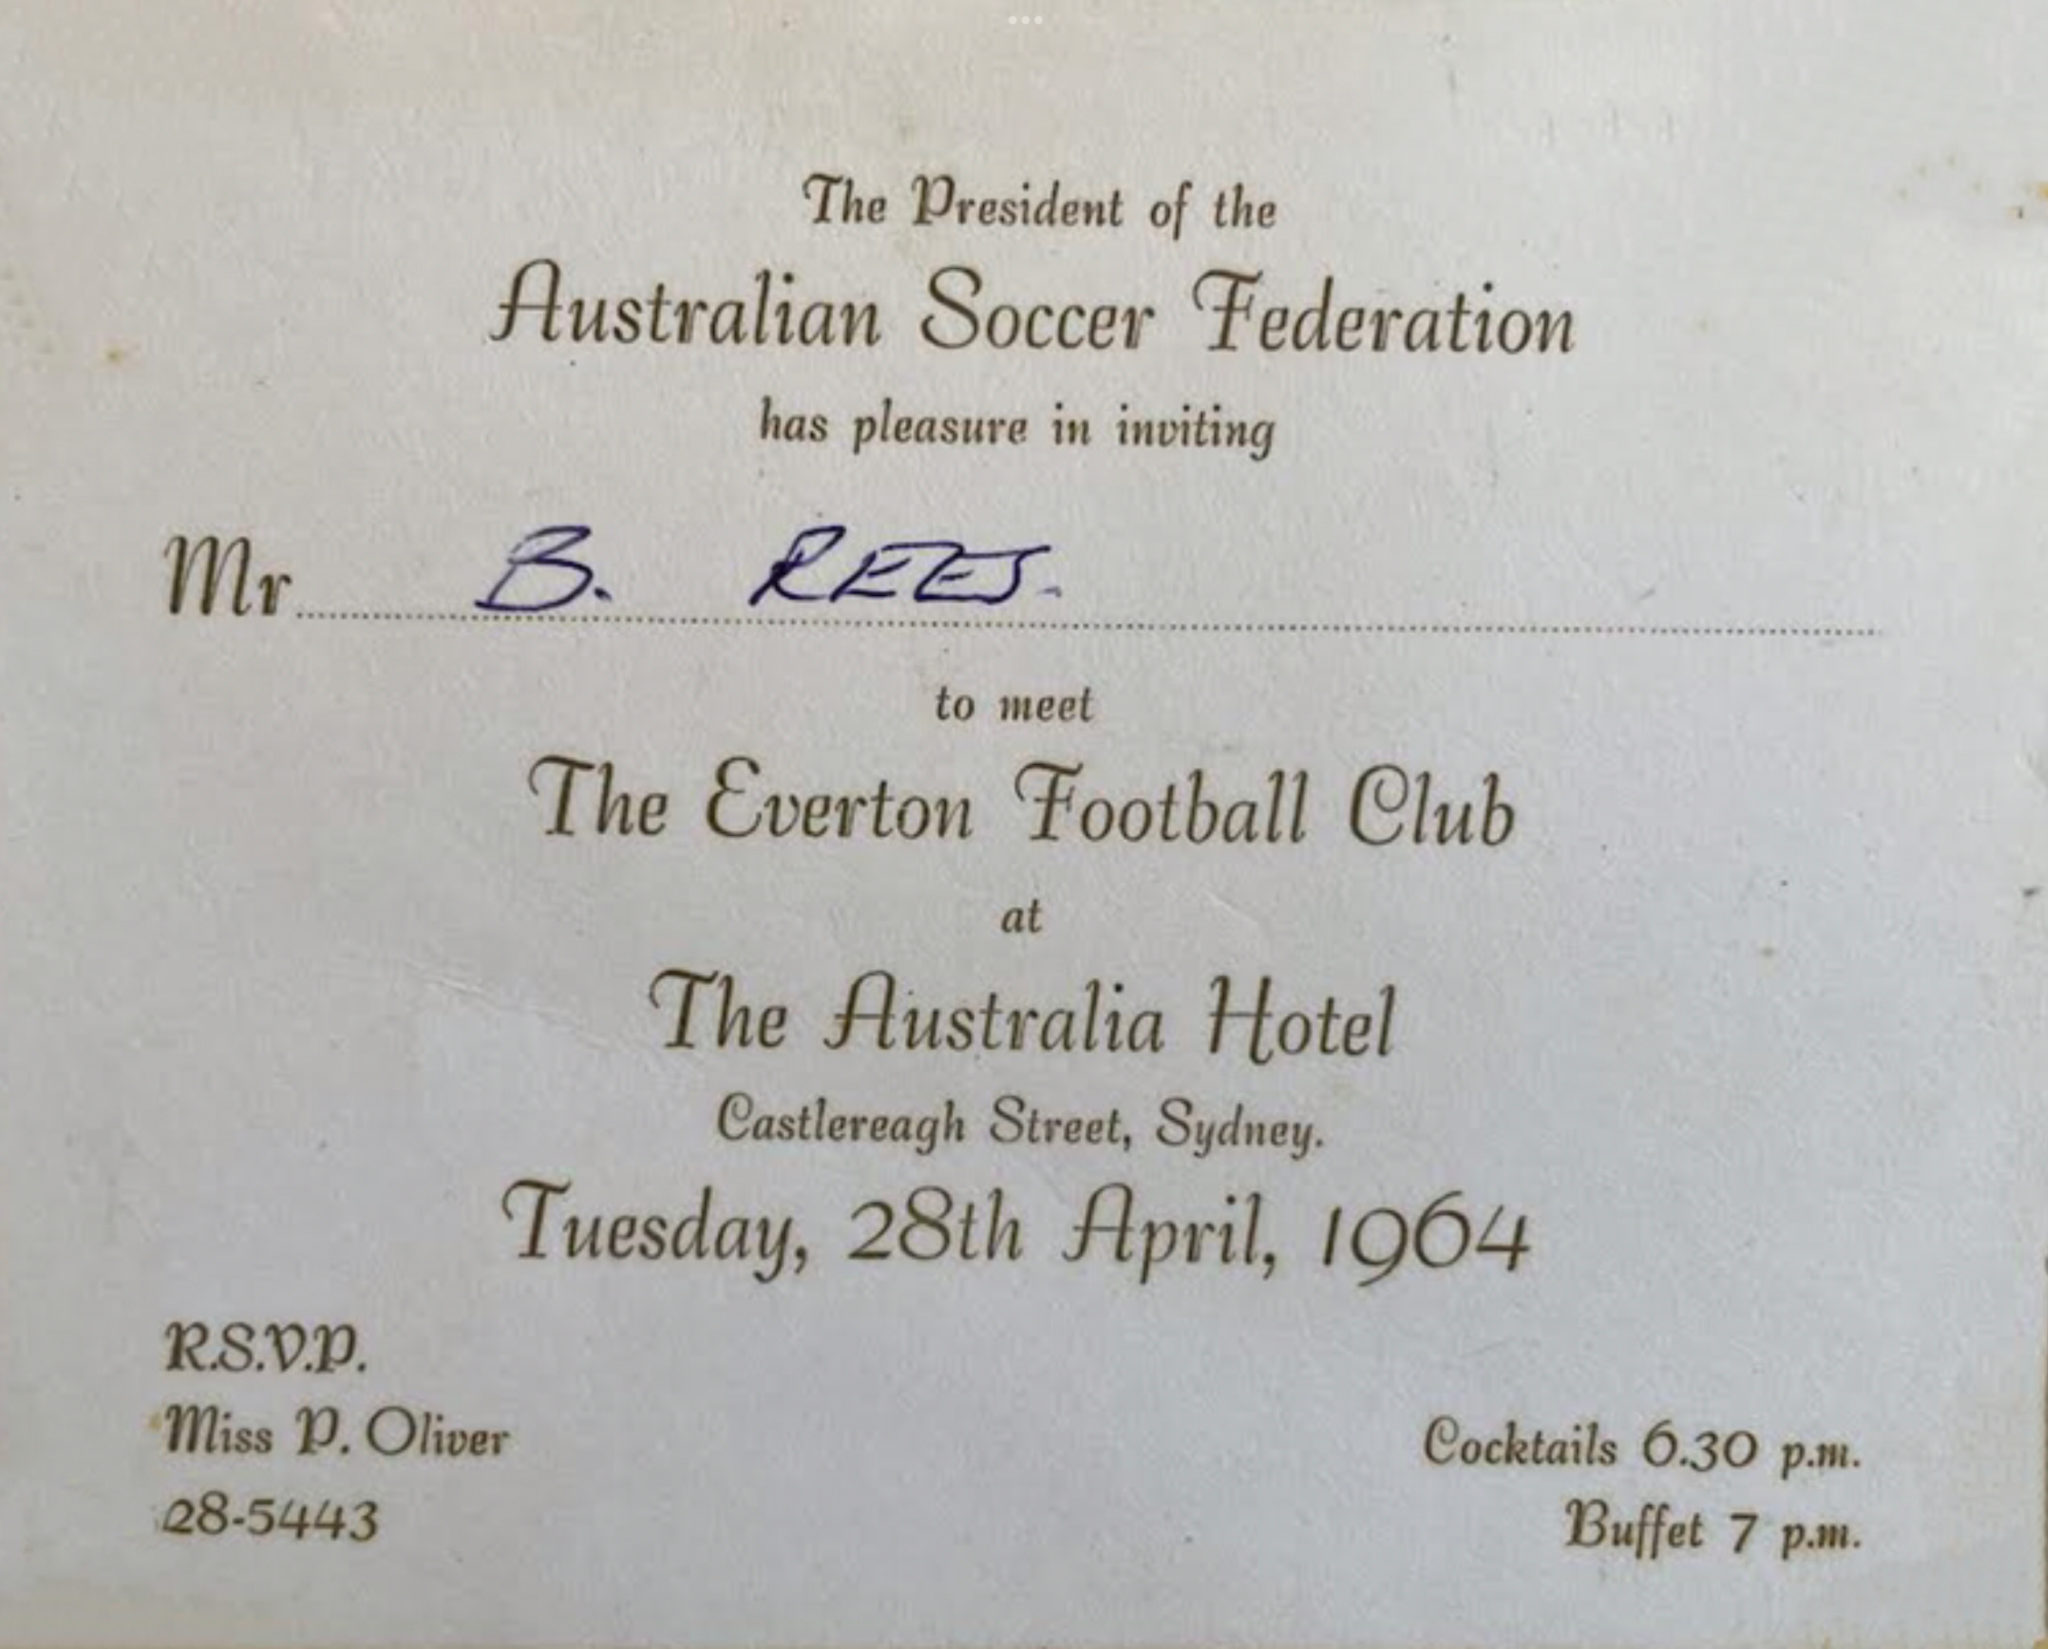 The President of the
Australian Soccer Federation
has pleasure in inviting
Mr B. REES.
to meet
The Everton Football Club
at
The Australia Hotel
Castlereagh Street, Sydney.
Tuesday, 28th April, 1964
R.S.V.P.
Miss P. Oliver
28-5443
Cocktails 6.30 p.m.
Buffet 7 p.m.